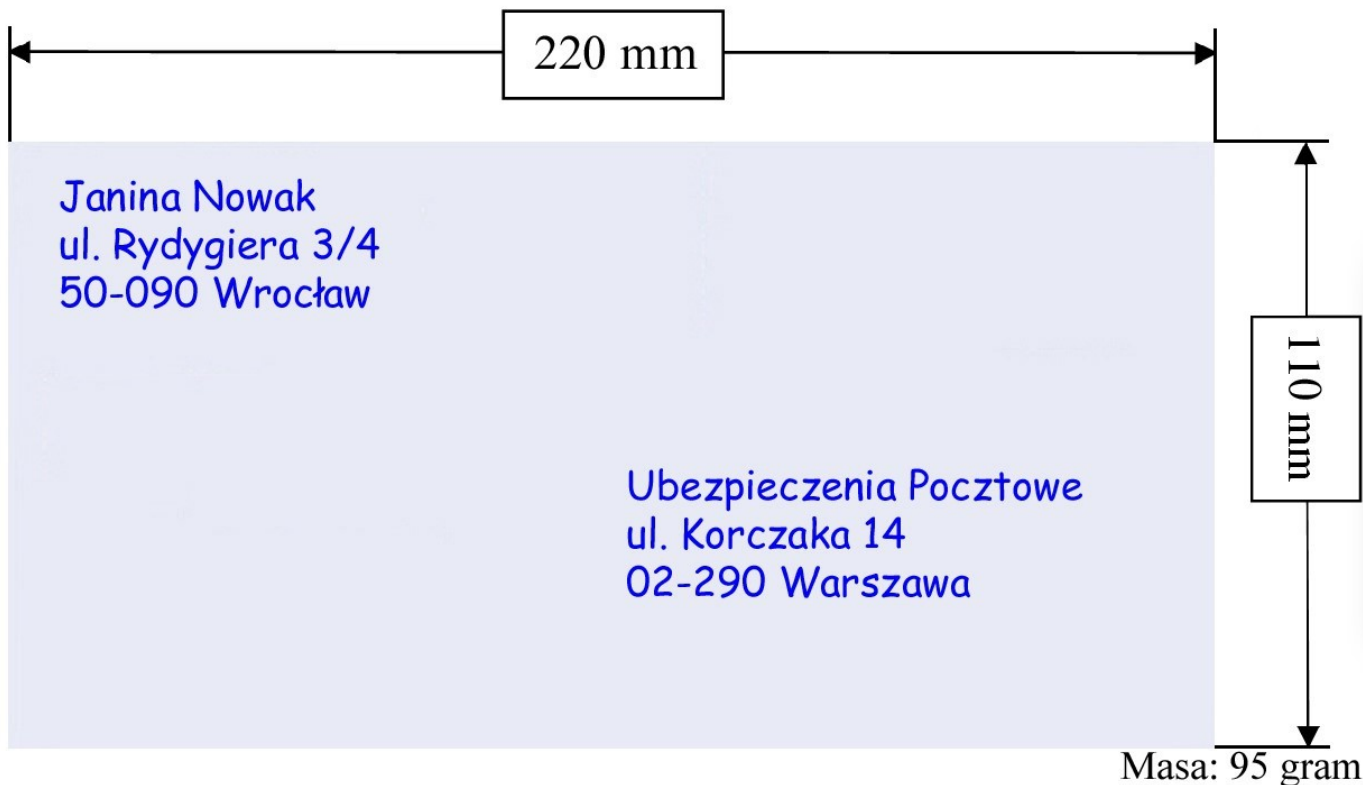 220 mm
Janina Nowak
ul. Rydygiera 3/4
50-090 Wrocław
110 mm
Ubezpieczenia Pocztowe
ul. Korczaka 14
02-290 Warszawa
Masa: 95 gram